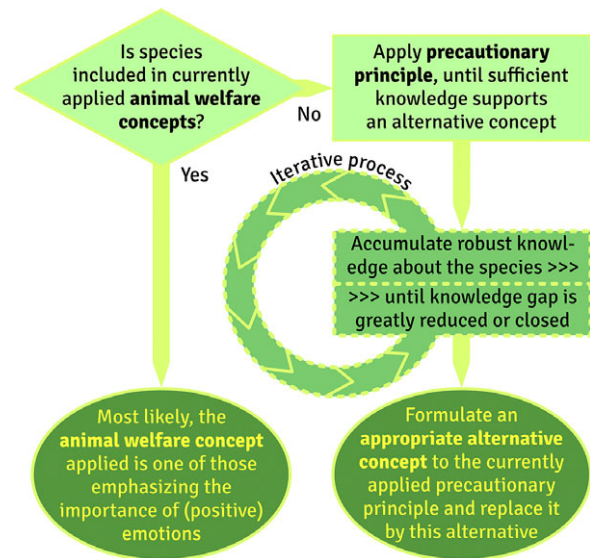 Is species
included in currently
applied animal welfare
concepts?
No
Yes
Apply precautionary
principle, until sufficient
knowledge supports
an alternative concept
Iterative process
Accumulate robust knowl-
edge about the species >>>
>>> until knowledge gap is
greatly reduced or closed
Most likely, the
animal welfare concept
applied is one of those
emphasizing the
importance of (positive)
emotions
Formulate an
appropriate alternative
concept to the currently
applied precautionary
principle and replace it
by this alternative